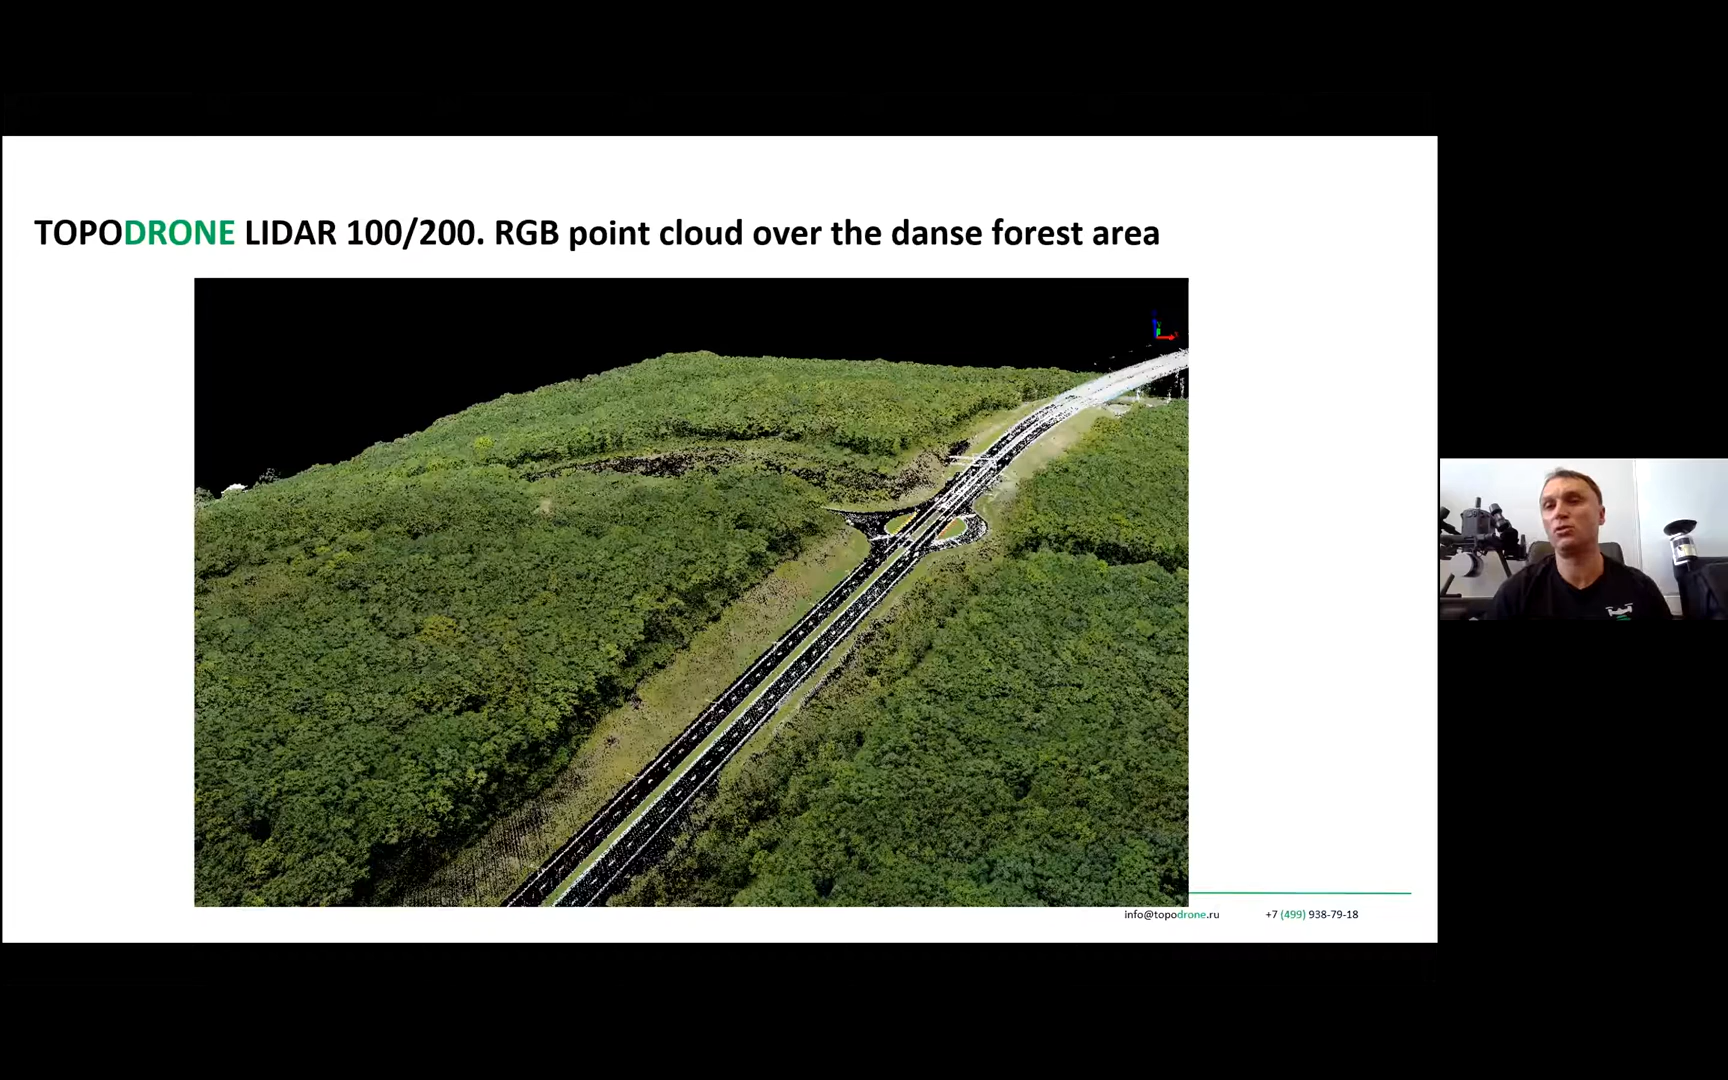 TOPODRONE LIDAR 100/200. RGB point cloud over the danse forest area
info@topodrone.ru +7 (499) 938-79-18